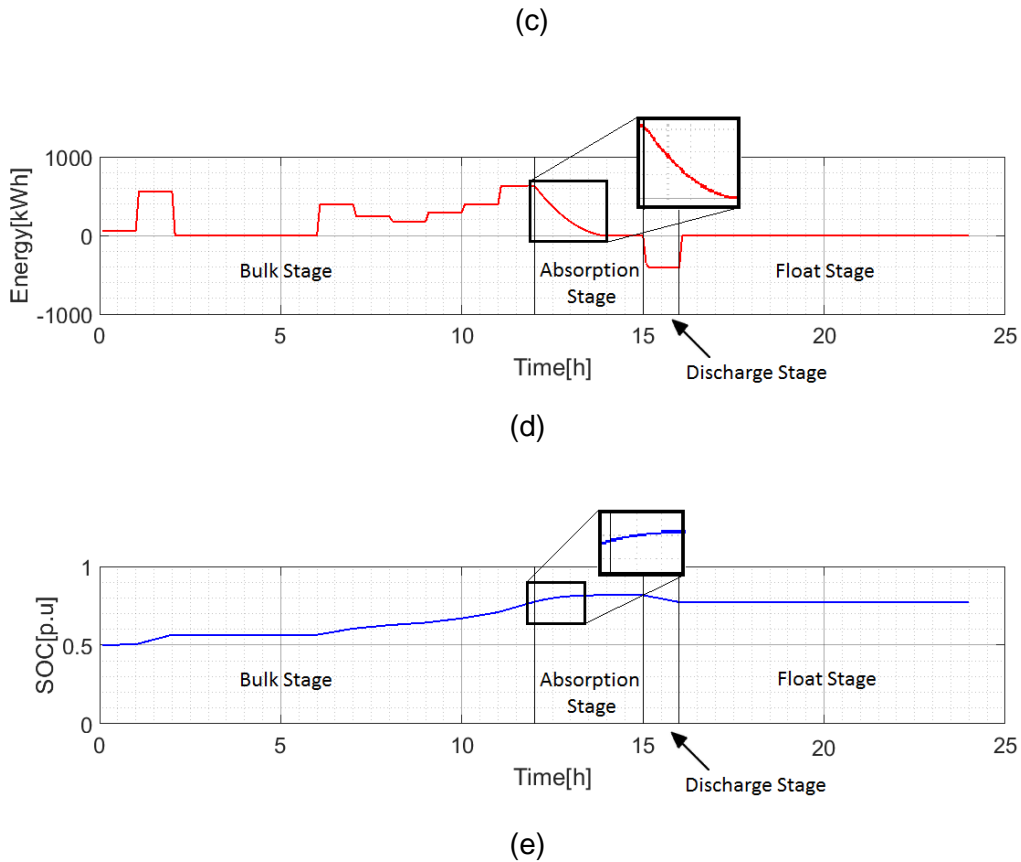 (c)
1000
0
-1000
Energy[kWh]
Bulk Stage
Absorption
Stage
Float Stage
0 5 10 15 20 25
Time[h]
Discharge Stage
(d)
1
0.5
0
SOC[p.u]
Bulk Stage
Absorption
Stage
Float Stage
0 5 10 15 20 25
Time[h]
Discharge Stage
(e)